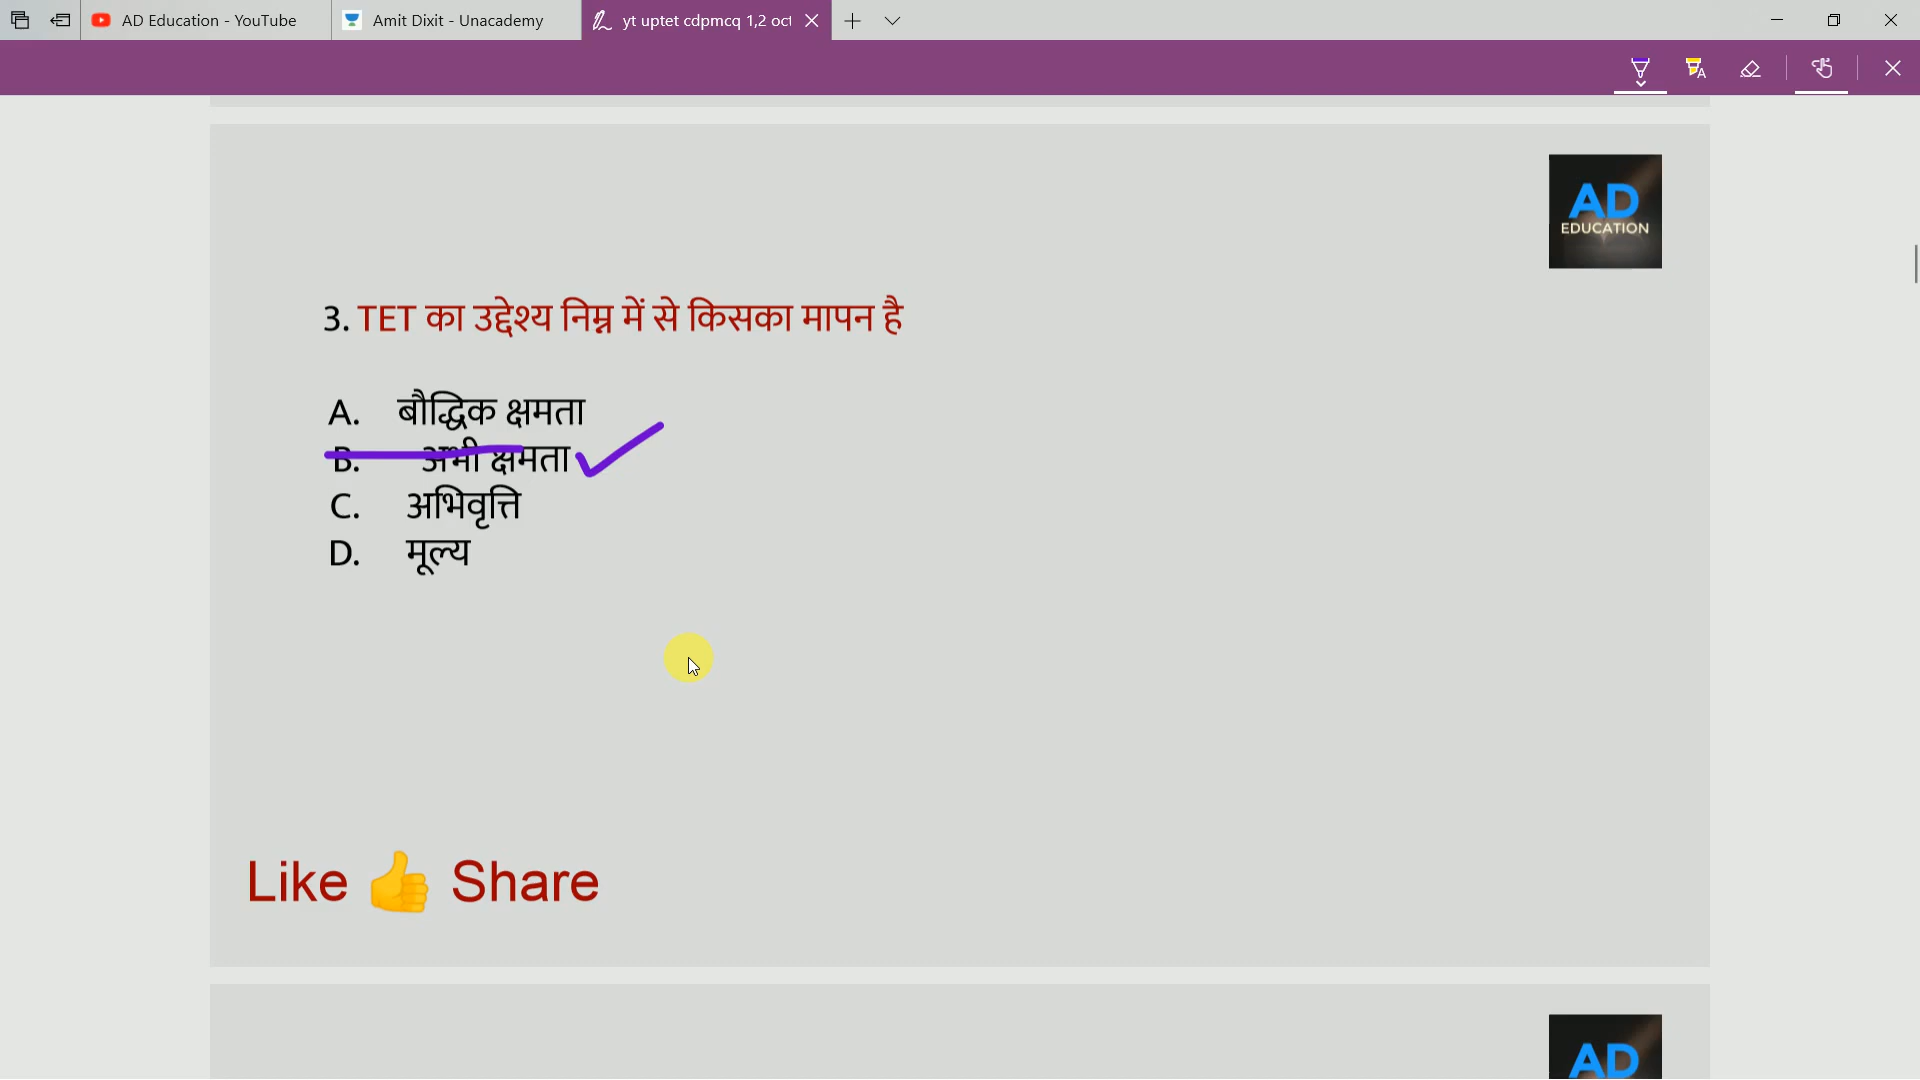 AD Education - YouTube
Amit Dixit - Unacademy
yt uptet cdpmcq 1,2 oct
AD
EDUCATION
3. TET का उद्देश्य निम्न में से किसका मापन है
A. बौद्धिक क्षमता
B. अभी क्षमता
C. अभिवृत्ति
D. मूल्य
Like 👍 Share
AD